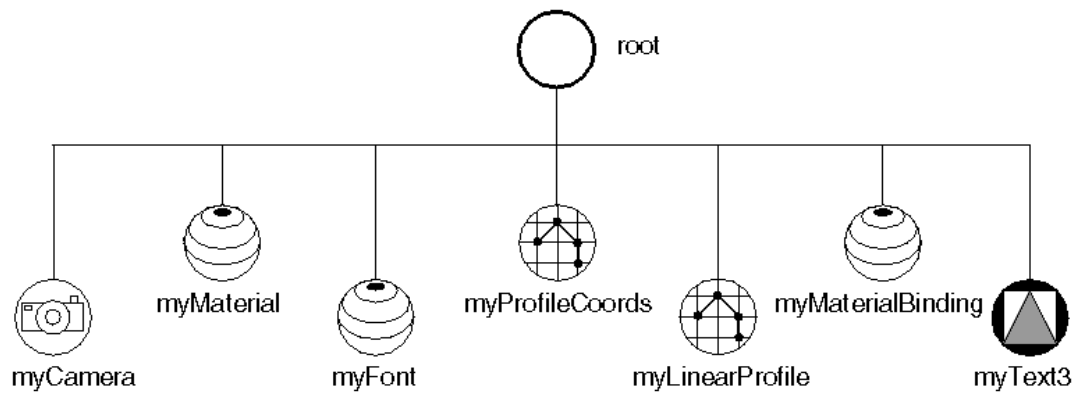 root
myMaterial
myProfileCoords
myMaterialBinding
myCamera
myFont
myLinearProfile
myText3